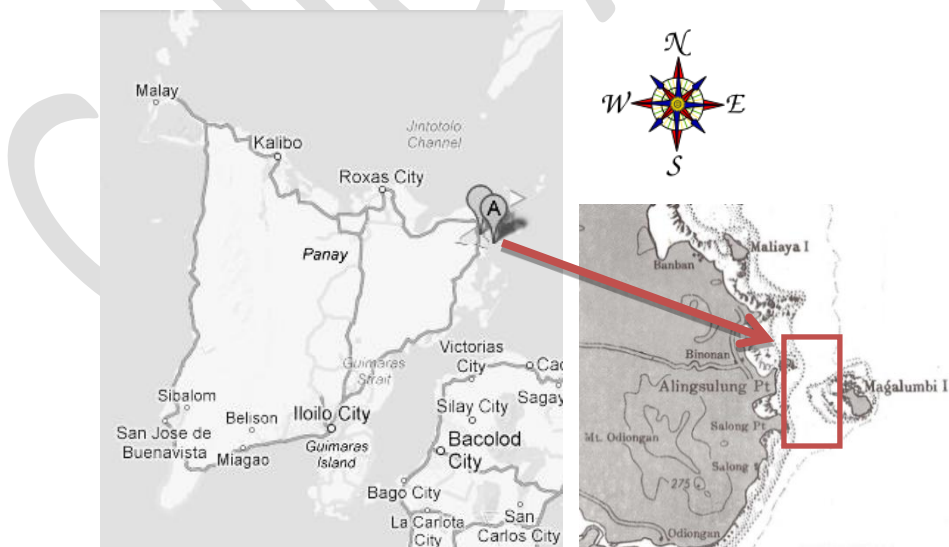 N
W
E
S
Malay
Kalibo
Jintotolo
Channel
Roxas City
A
Panay
Guimaras
Strait
Victorias
City
Silay City
Sagay
Sibalom
Belison
Iloilo City
San Jose de
Buenavista
Miagao
Guimaras
Island
Bacolod
City
Bago City
La Carlota
City
San
Carlos City
Maliaya I
Banban
Binonan
Alingsulung Pt
Magalumbi I
Salong Pt
Mt. Odiongan
Salong
275
Odiongan